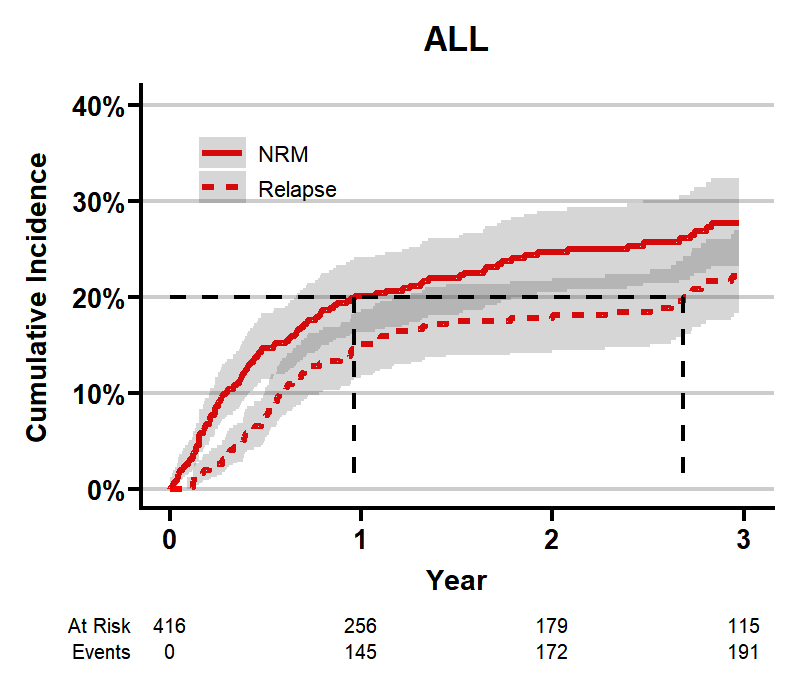 ALL
40%
NRM
Relapse
30%
20%
10%
0%
Cumulative Incidence
0 1 2 3
Year
At Risk 416 256 179 115
Events 0 145 172 191